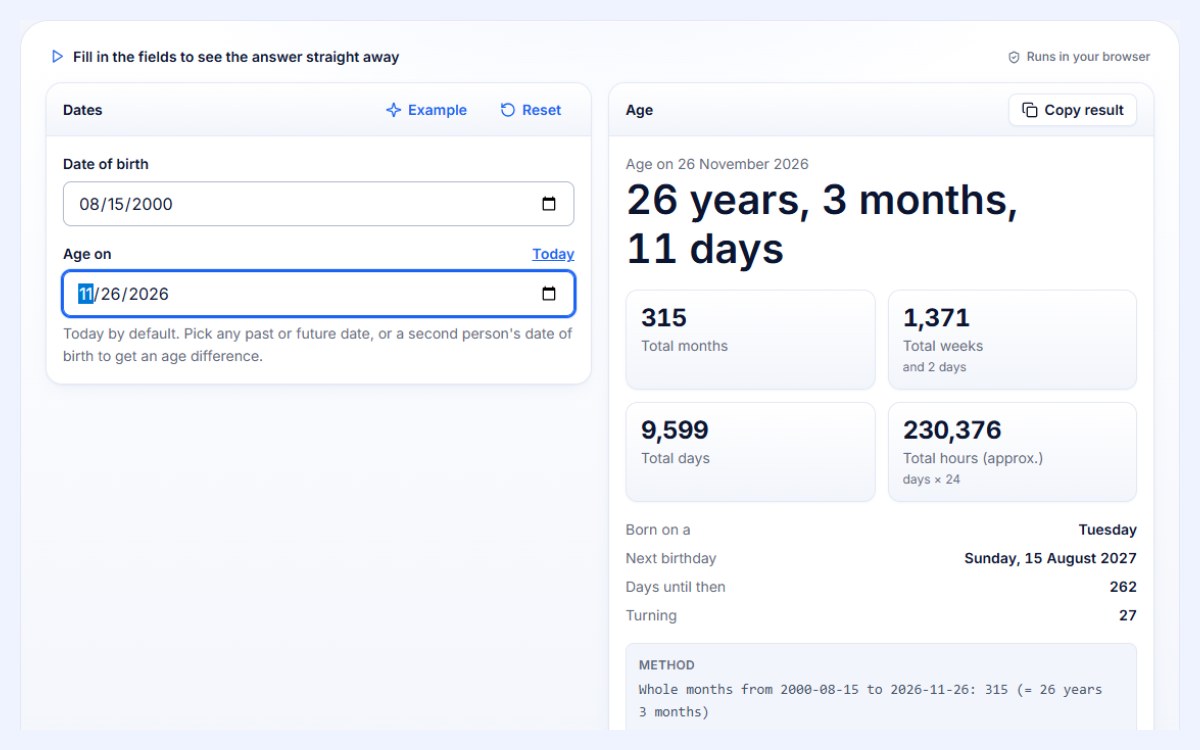 Fill in the fields to see the answer straight away
Runs in your browser
Dates
Example
Reset
Date of birth
08/15/2000
Age on
Today
11/26/2026
Today by default. Pick any past or future date, or a second person's date of
birth to get an age difference.
Age
Copy result
Age on 26 November 2026
26 years, 3 months,
11 days
315
Total months
1,371
Total weeks
and 2 days
9,599
Total days
230,376
Total hours (approx.)
days × 24
Born on a
Tuesday
Next birthday
Sunday, 15 August 2027
Days until then
262
Turning
27
METHOD
Whole months from 2000-08-15 to 2026-11-26: 315 (= 26 years
3 months)